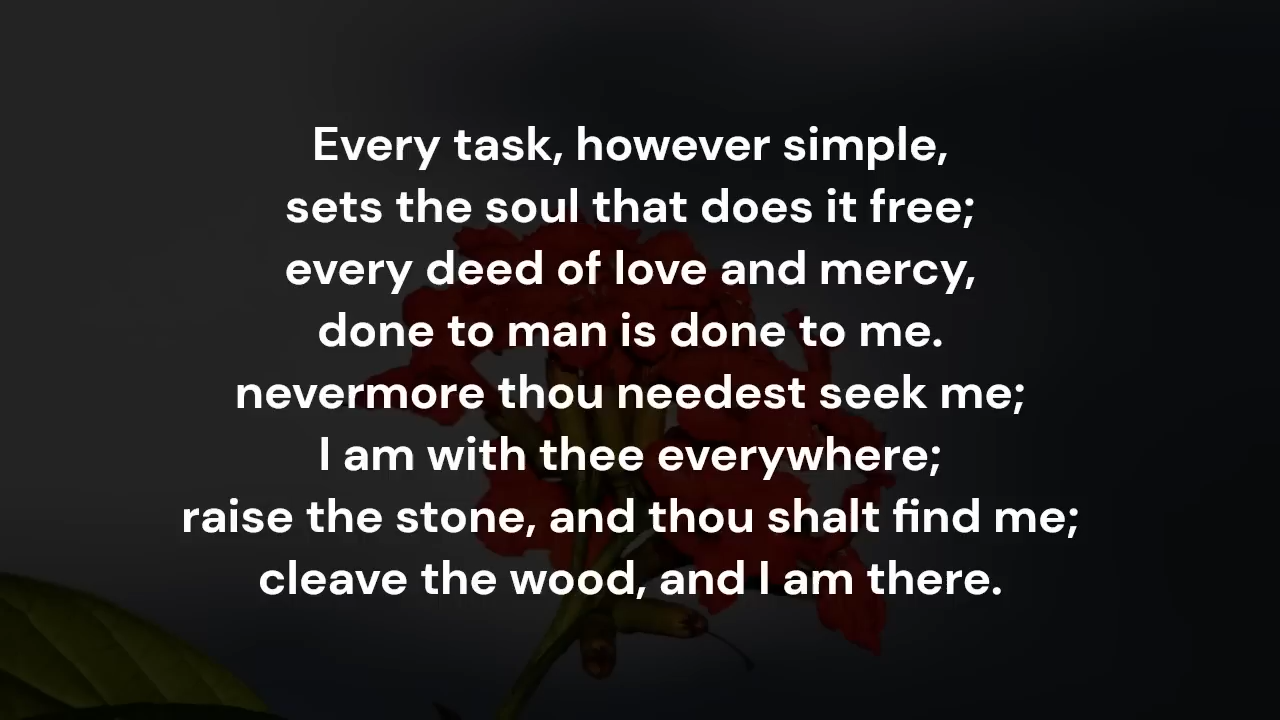 Every task, however simple,
sets the soul that does it free;
every deed of love and mercy,
done to man is done to me.
nevermore thou needest seek me;
I am with thee everywhere;
raise the stone, and thou shalt find me;
cleave the wood, and I am there.